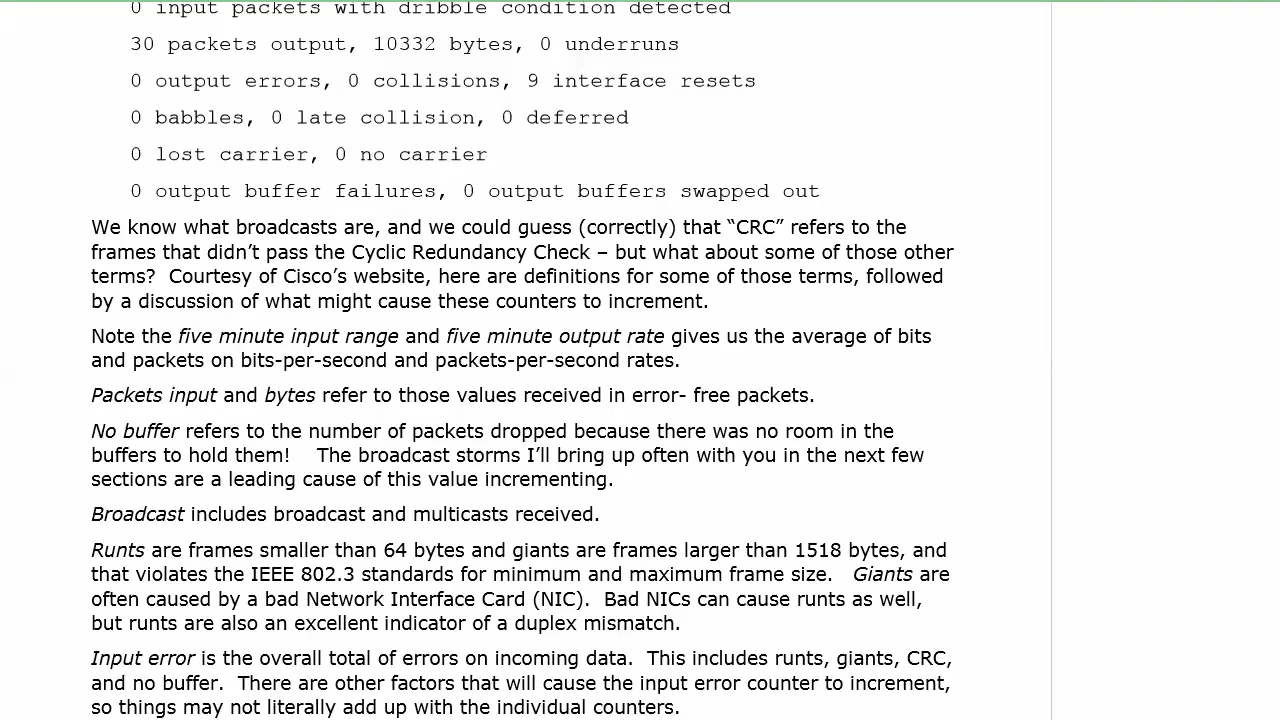 0 input packets with dribble condition detected
30 packets output, 10332 bytes, 0 underruns
0 output errors, 0 collisions, 9 interface resets
0 babbles, 0 late collision, 0 deferred
0 lost carrier, 0 no carrier
0 output buffer failures, 0 output buffers swapped out
We know what broadcasts are, and we could guess (correctly) that “CRC” refers to the
frames that didn’t pass the Cyclic Redundancy Check – but what about some of those other
terms?  Courtesy of Cisco’s website, here are definitions for some of those terms, followed
by a discussion of what might cause these counters to increment.
Note the five minute input range and five minute output rate gives us the average of bits
and packets on bits-per-second and packets-per-second rates.
Packets input and bytes refer to those values received in error- free packets.
No buffer refers to the number of packets dropped because there was no room in the
buffers to hold them!    The broadcast storms I’ll bring up often with you in the next few
sections are a leading cause of this value incrementing.
Broadcast includes broadcast and multicasts received.
Runts are frames smaller than 64 bytes and giants are frames larger than 1518 bytes, and
that violates the IEEE 802.3 standards for minimum and maximum frame size.   Giants are
often caused by a bad Network Interface Card (NIC).  Bad NICs can cause runts as well,
but runts are also an excellent indicator of a duplex mismatch.
Input error is the overall total of errors on incoming data.  This includes runts, giants, CRC,
and no buffer.  There are other factors that will cause the input error counter to increment,
so things may not literally add up with the individual counters.